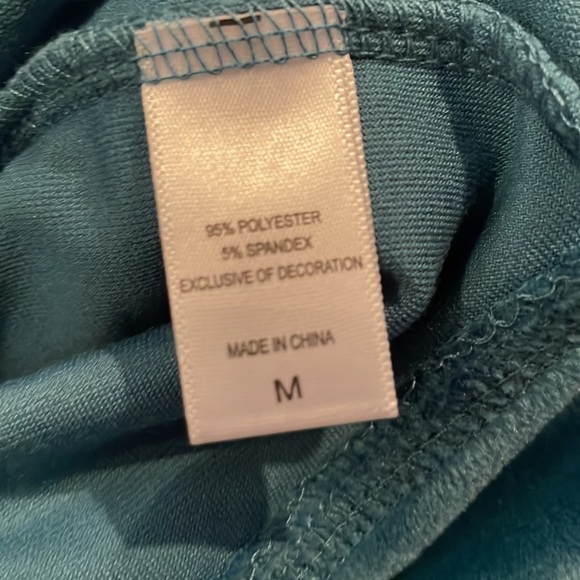 95% POLYESTER
5% SPANDEX
EXCLUSIVE OF DECORATION
MADE IN CHINA
M